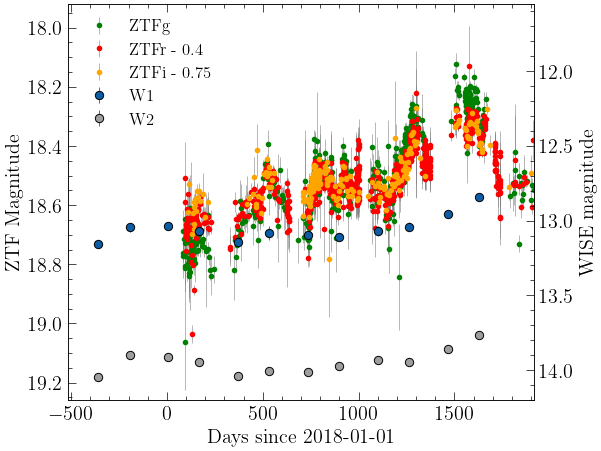 ZTFg
ZTFr - 0.4
ZTFi - 0.75
W1
W2
18.0
18.2
18.4
18.6
18.8
19.0
19.2
ZTF Magnitude
12.0
12.5
13.0
13.5
14.0
WISE magnitude
−500
0
500
1000
1500
Days since 2018-01-01